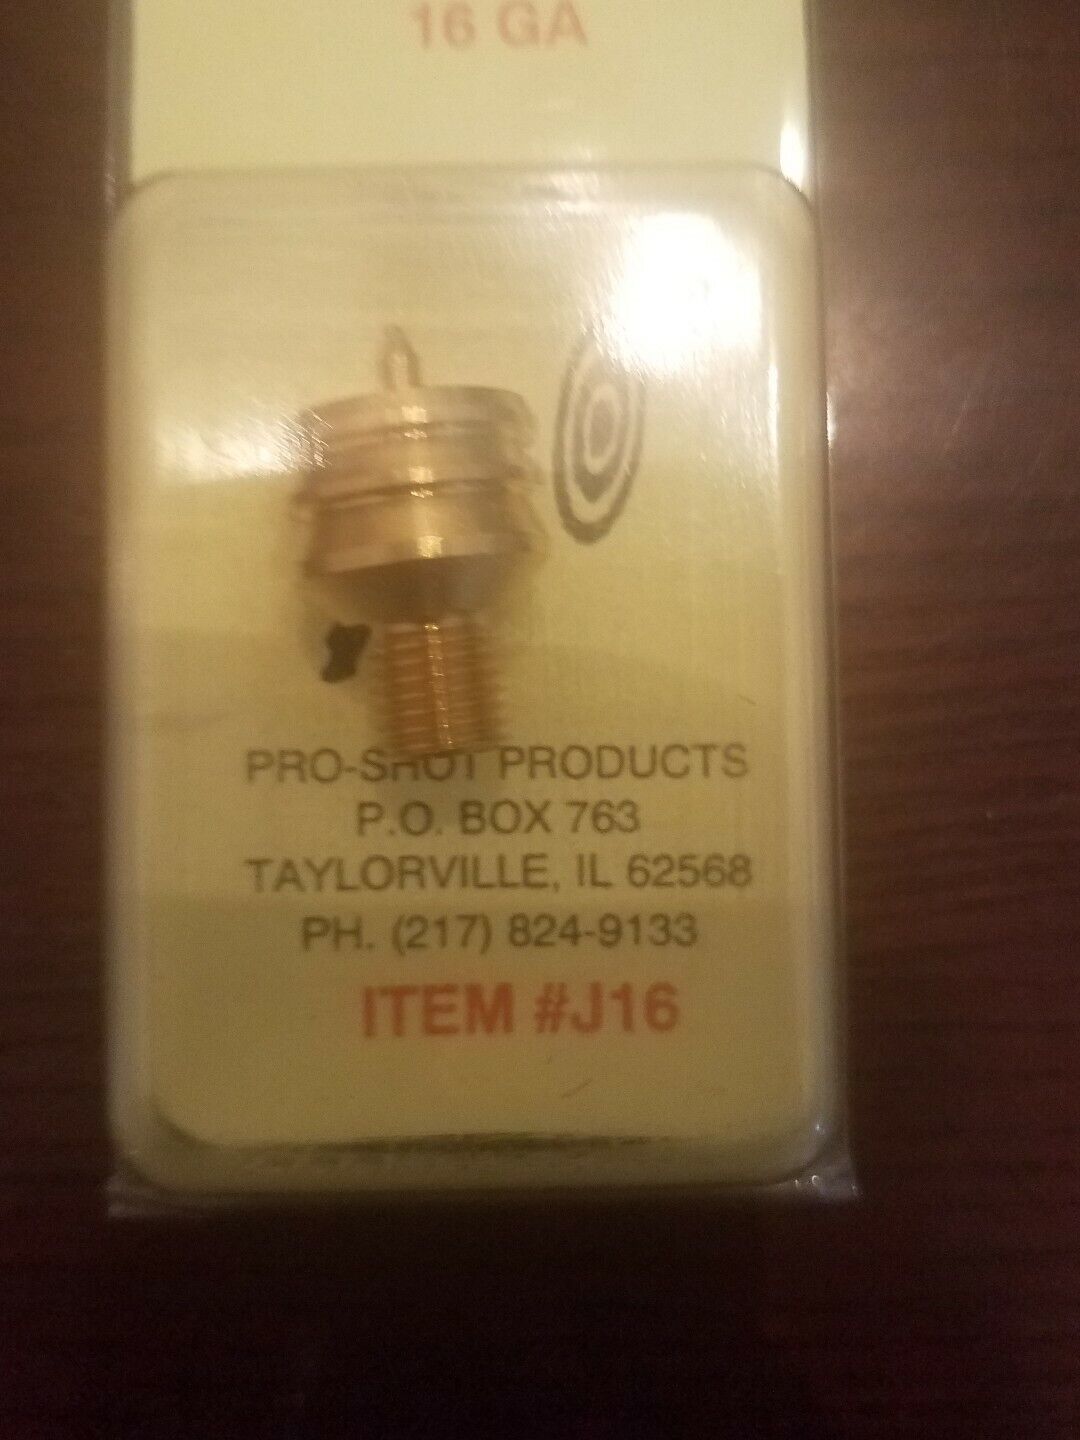 16 GA
PRO-SHOT PRODUCTS
P.O. BOX 763
TAYLORVILLE, IL 62568
PH. (217) 824-9133
ITEM #J16